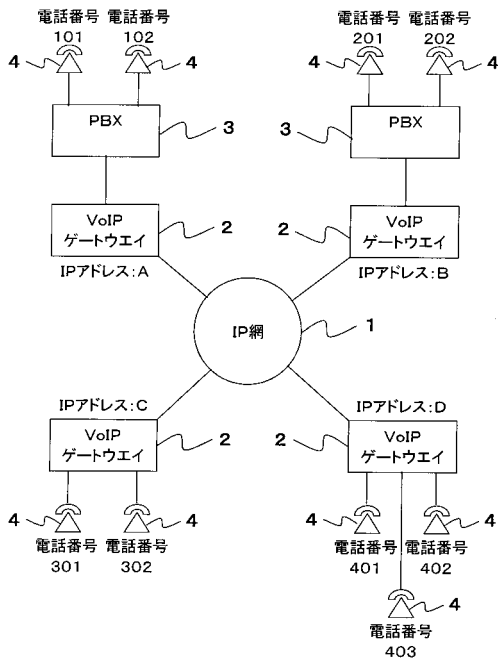 電話番号 電話番号
101 102
電話番号 電話番号
201 202
4 4
4 4
PBX 3
3 PBX
VoIP
ゲートウエイ
2
IPアドレス:A
2
VoIP
ゲートウエイ
IPアドレス:B
IP網 1
IPアドレス:C
VoIP
ゲートウエイ
2
IPアドレス:D
2
VoIP
ゲートウエイ
4 4
電話番号 電話番号
301 302
4 4
電話番号 電話番号
401 402
4
電話番号
403